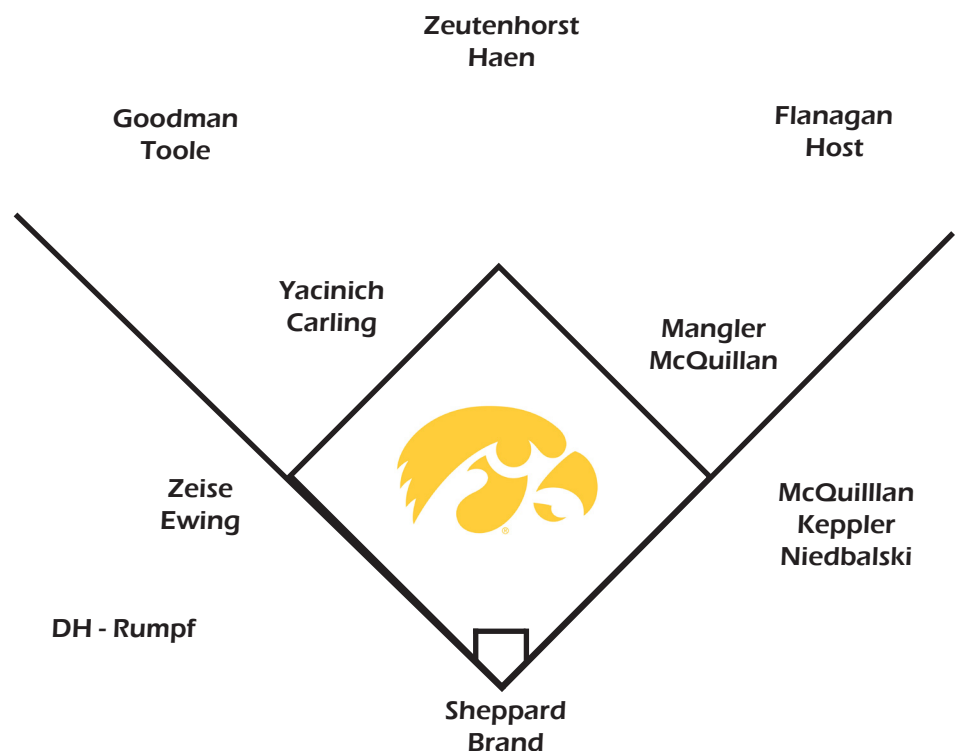 Zeutenhorst
Haen
Goodman
Toole
Flanagan
Host
Yacinich
Carling
Mangler
McQuillan
Zeise
Ewing
McQuilllan
Keppler
Niedbalski
DH - Rumpf
Sheppard
Brand
®